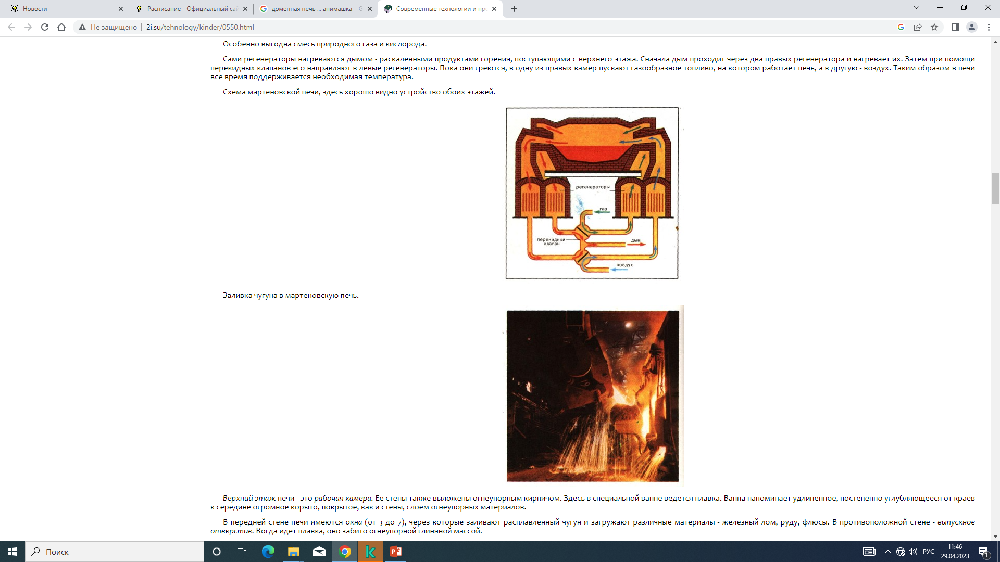 Новости
Расписание - Официальный сай
доменная печь ... анимашка – G
Современные технологии и про
Не защищено
2i.su/tehnology/kinder/0550.html
Особенно выгодна смесь природного газа и кислорода.
Сами регенераторы нагреваются дымом - раскаленными продуктами горения, поступающими с верхнего этажа. Сначала дым проходит через два правых регенератора и нагревает их. Затем при помощи
перекидных клапанов его направляют в левые регенераторы. Пока они греются, в одну из правых камер пускают газообразное топливо, на котором работает печь, а в другую - воздух. Таким образом в печи
все время поддерживается необходимая температура.
Схема мартеновской печи, здесь хорошо видно устройство обоих этажей.
регенераторы
газ
перекидной
клапан
дым
воздух
Заливка чугуна в мартеновскую печь.
Верхний этаж печи - это рабочая камера. Ее стены также выложены огнеупорным кирпичом. Здесь в специальной ванне ведется плавка. Ванна напоминает удлиненное, постепенно углубляющееся от краев
к середине огромное корыто, покрытое, как и стены, слоем огнеупорных материалов.
В передней стене печи имеются окна (от 3 до 7), через которые заливают расплавленный чугун и загружают различные материалы - железный лом, руду, флюсы. В противоположной стене - выпускное
отверстие. Когда идет плавка, оно забито огнеупорной глиняной массой.
Поиск
РУС
11:46
29.04.2023
1